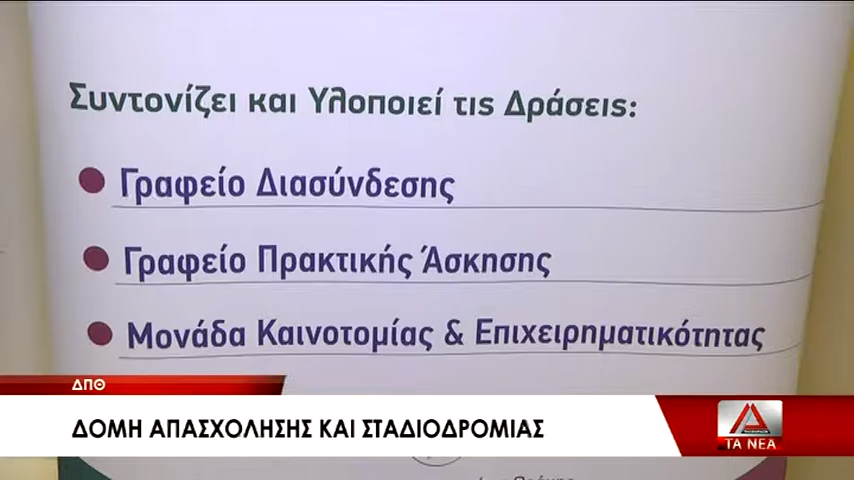 Συντονίζει και Υλοποιεί τις Δράσεις:
Γραφείο Διασύνδεσης
Γραφείο Πρακτικής Άσκησης
Μονάδα Καινοτομίας & Επιχειρηματικότητας
ΔΠΘ
ΔΟΜΗ ΑΠΑΣΧΟΛΗΣΗΣ ΚΑΙ ΣΤΑΔΙΟΔΡΟΜΙΑΣ
ΤΑ ΝΕΑ